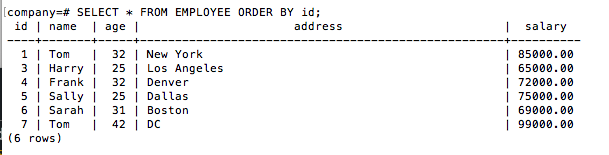 [company=# SELECT * FROM EMPLOYEE ORDER BY id;
 id | name  | age |                      address                       |  salary
----+-------+-----+----------------------------------------------------+----------
  1 | Tom   |  32 | New York                                           | 85000.00
  3 | Harry |  25 | Los Angeles                                        | 65000.00
  4 | Frank |  32 | Denver                                             | 72000.00
  5 | Sally |  25 | Dallas                                             | 75000.00
  6 | Sarah |  31 | Boston                                             | 69000.00
  7 | Tom   |  42 | DC                                                 | 99000.00
(6 rows)